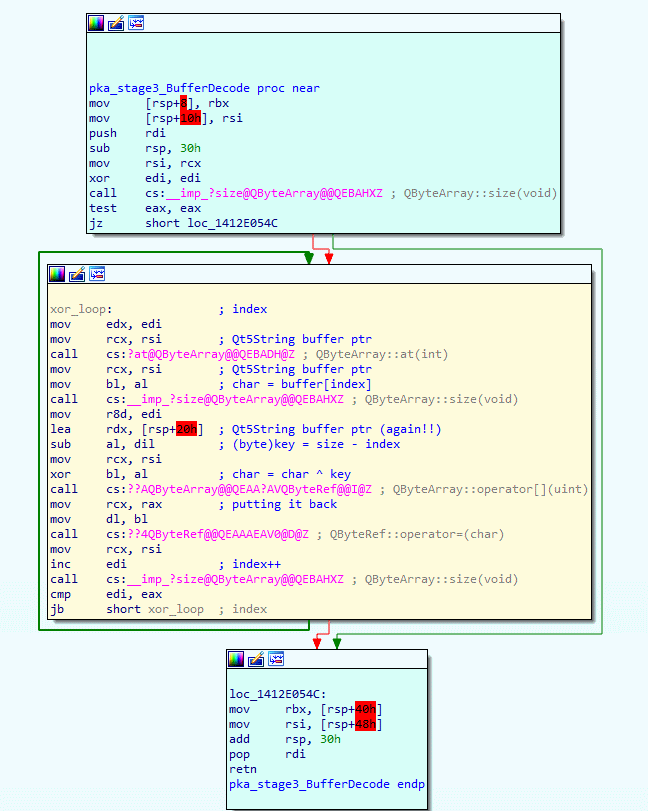 pka_stage3_BufferDecode proc near
mov [rsp+8], rbx
mov [rsp+10h], rsi
push rdi
sub rsp, 30h
mov rsi, rcx
xor edi, edi
call cs:__imp_?size@QByteArray@@QEBAHXZ ; QByteArray::size(void)
test eax, eax
jz short loc_1412E054C
xor_loop: ; index
mov edx, edi
mov rcx, rsi ; Qt5String buffer ptr
call cs:?at@QByteArray@@QEBADH@Z ; QByteArray::at(int)
mov rcx, rsi ; Qt5String buffer ptr
mov bl, al ; char = buffer[index]
call cs:__imp_?size@QByteArray@@QEBAHXZ ; QByteArray::size(void)
mov r8d, edi
lea rdx, [rsp+20h] ; Qt5String buffer ptr (again!!)
sub al, dil ; (byte)key = size - index
mov rcx, rsi
xor bl, al ; char = char ^ key
call cs:??AQByteArray@@QEAA?AVQByteRef@@I@Z ; QByteArray::operator[](uint)
mov rcx, rax ; putting it back
mov dl, bl
call cs:??4QByteRef@@QEAAAEAV0@D@Z ; QByteRef::operator=(char)
mov rcx, rsi
inc edi ; index++
call cs:__imp_?size@QByteArray@@QEBAHXZ ; QByteArray::size(void)
cmp edi, eax
jb short xor_loop ; index
loc_1412E054C:
mov rbx, [rsp+40h]
mov rsi, [rsp+48h]
add rsp, 30h
pop rdi
retn
pka_stage3_BufferDecode endp